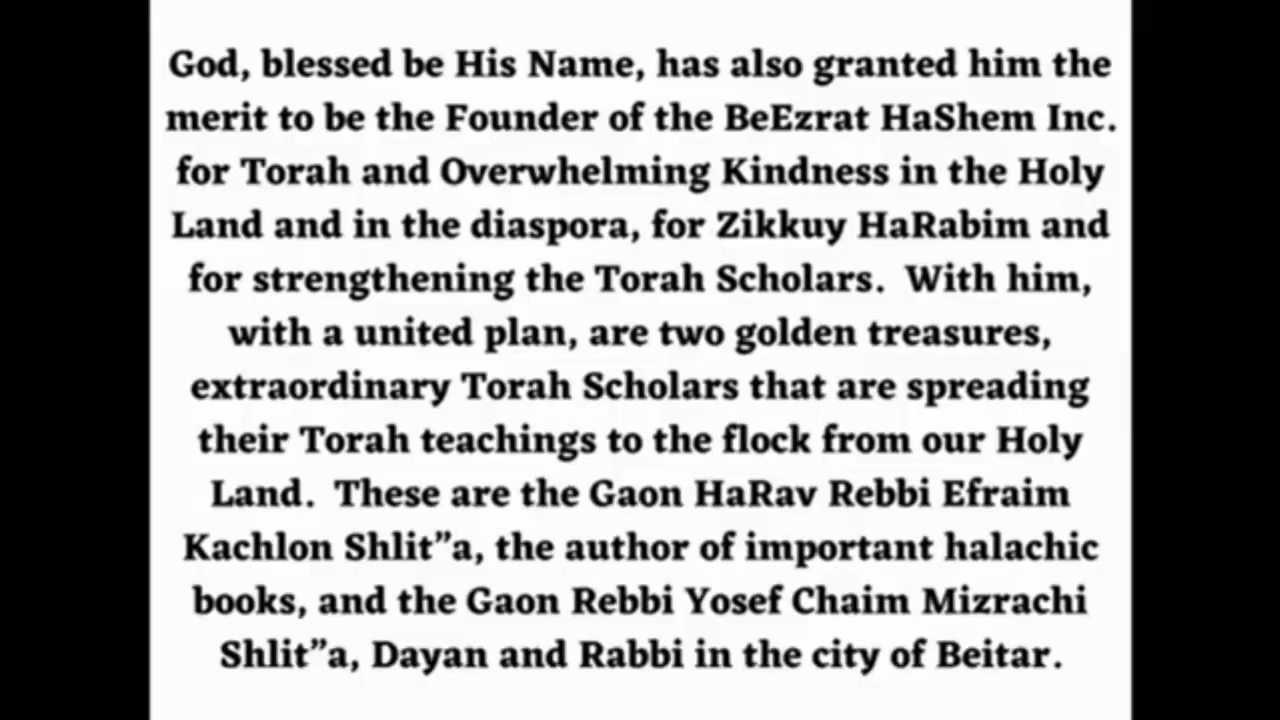 God, blessed be His Name, has also granted him the
merit to be the Founder of the BeEzrat HaShem Inc.
for Torah and Overwhelming Kindness in the Holy
Land and in the diaspora, for Zikkuy HaRabim and
for strengthening the Torah Scholars.  With him,
with a united plan, are two golden treasures,
extraordinary Torah Scholars that are spreading
their Torah teachings to the flock from our Holy
Land.  These are the Gaon HaRav Rebbi Efraim
Kachlon Shlit”a, the author of important halachic
books, and the Gaon Rebbi Yosef Chaim Mizrachi
Shlit”a, Dayan and Rabbi in the city of Beitar.